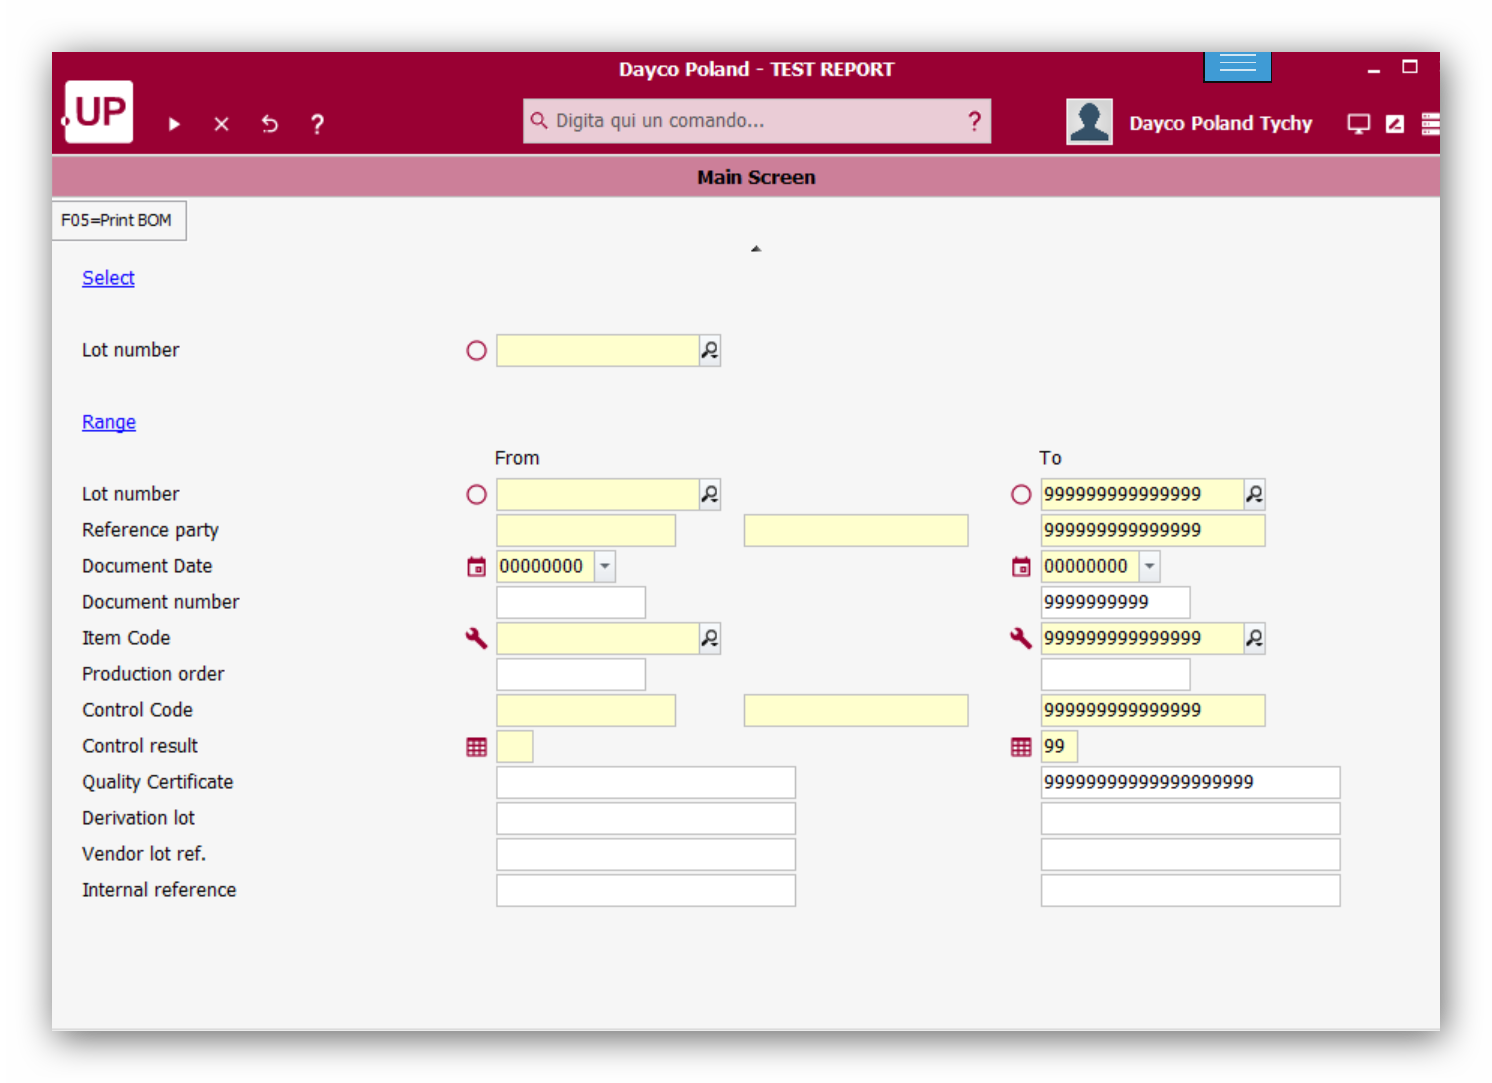 Dayco Poland - TEST REPORT
UP
?
Digita qui un comando...
?
Dayco Poland Tychy
Main Screen
F05=Print BOM
Select
Lot number
Range
From To
Lot number 999999999999999
Reference party 999999999999999
Document Date 00000000 00000000
Document number 9999999999
Item Code 999999999999999
Production order
Control Code 999999999999999
Control result 99
Quality Certificate 99999999999999999999
Derivation lot
Vendor lot ref.
Internal reference